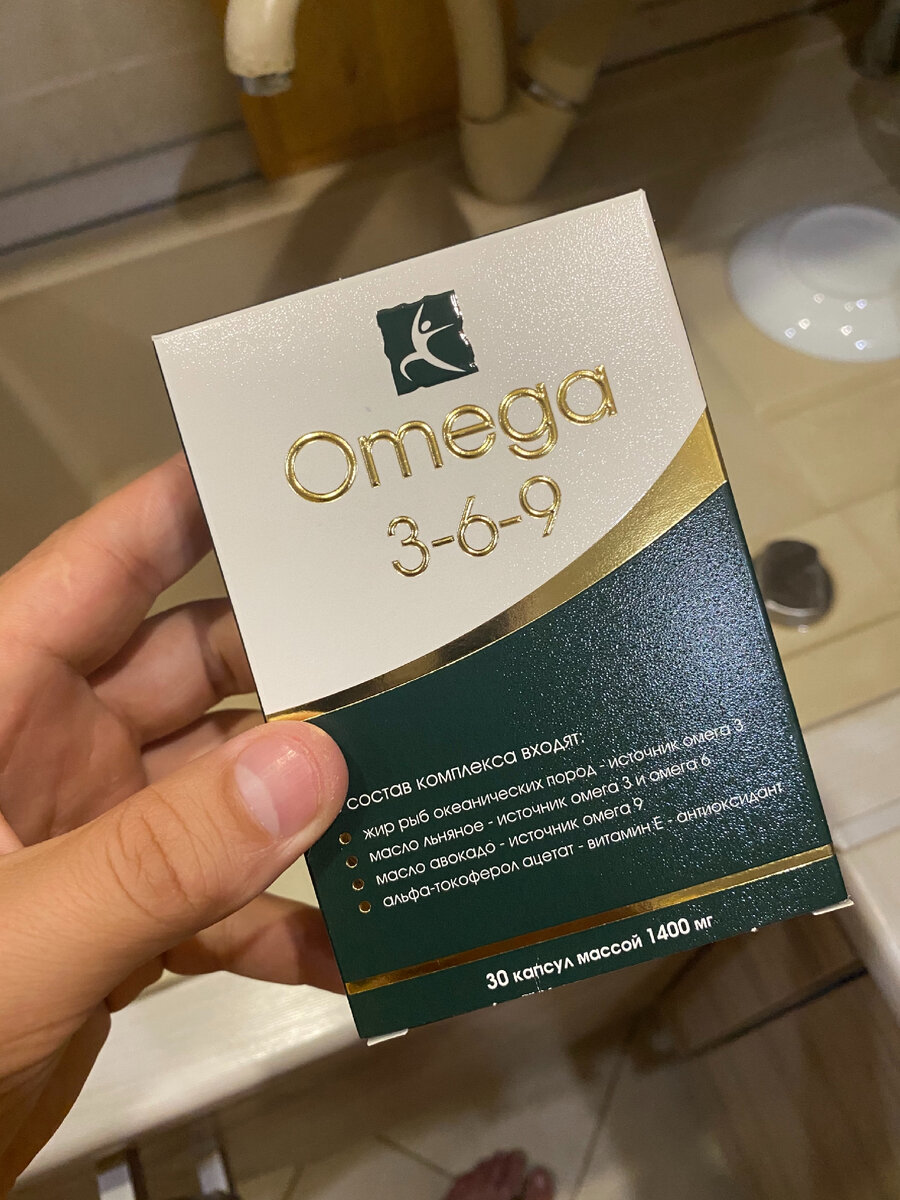 Omega
3-6-9
состав комплекса входят:
жир рыб океанических пород - источник омега 3
масло льняное - источник омега 3 и омега 6
масло авокадо - источник омега 9
альфа-токоферол ацетат - витамин Е - антиоксидант
30 капсул массой 1400 мг